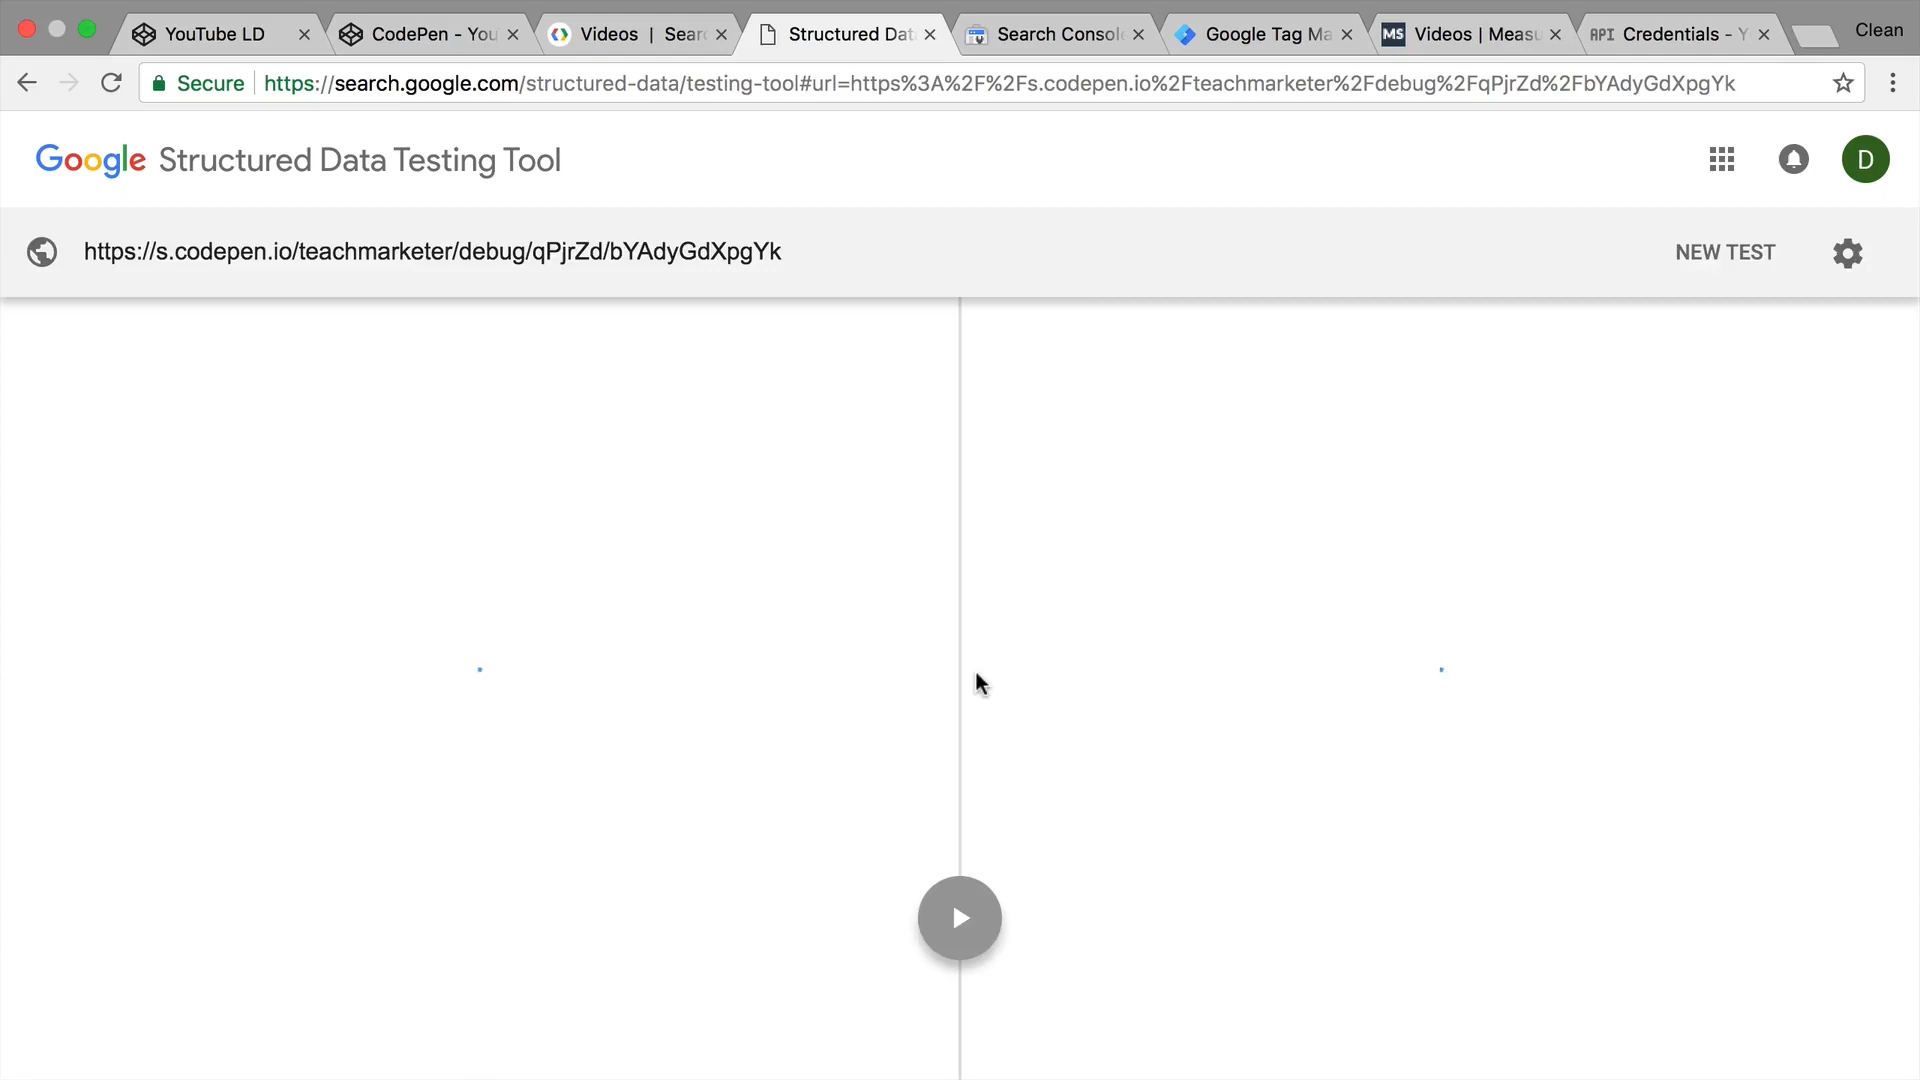 YouTube LD
CodePen - You
Videos | Sear
Structured Dat
Search Consol
Google Tag Ma
MS Videos | Measu
API Credentials - Y
Clean
Secure https://search.google.com/structured-data/testing-tool#url=https%3A%2F%2Fs.codepen.io%2Fteachmarketer%2Fdebug%2FqPjrZd%2FbYAdyGdXpgYk
Google Structured Data Testing Tool
D
https://s.codepen.io/teachmarketer/debug/qPjrZd/bYAdyGdXpgYk
NEW TEST